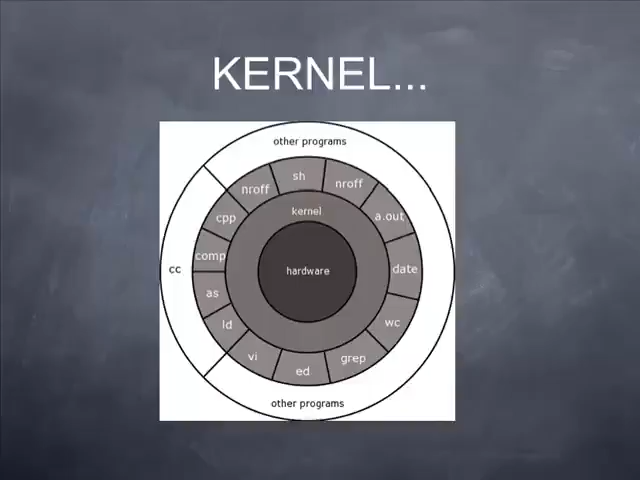 KERNEL...
other programs
sh
nroff
nroff
cpp
kernel
a.out
comp
cc
hardware
date
as
ld
wc
vi
grep
ed
other programs